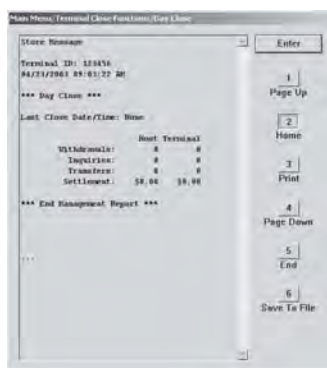 Main Menu/Terminal Close Functions/Day Close
Store Message
Terminal ID: 123456
04/23/2003 09:03:22 AM
*** Day Close ***
Last Close Date/Time: None
Host Terminal
Withdrawals: 0 0
Inquiries: 0 0
Transfers: 0 0
Settlement: $0.00 $0.00
*** End Management Report ***
...
Enter
1
Page Up
2
Home
3
Print
4
Page Down
5
End
6
Save To File